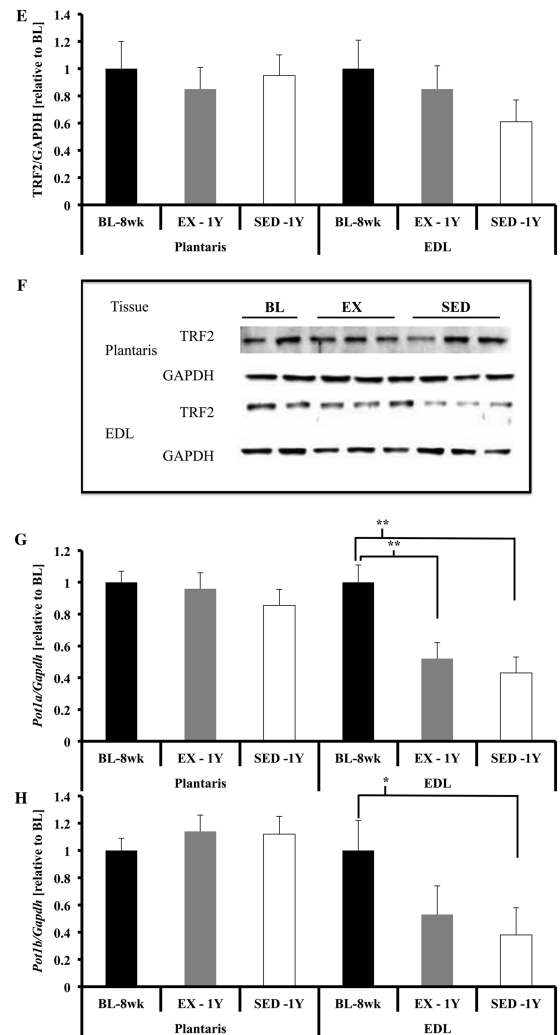 E
TRF2/GAPDH [relative to BL]
1.4
1.2
1
0.8
0.6
0.4
0.2
0
BL-8wk EX - 1Y SED -1Y BL-8wk EX - 1Y SED -1Y
Plantaris EDL
F
Tissue BL EX SED
TRF2
Plantaris
GAPDH
TRF2
EDL
GAPDH
G
Pot1a/Gapdh [relative to BL]
1.2
1
0.8
0.6
0.4
0.2
0
**
**
BL-8wk EX - 1Y SED -1Y BL-8wk EX - 1Y SED -1Y
Plantaris EDL
H
Pot1b/Gapdh [relative to BL]
1.4
1.2
1
0.8
0.6
0.4
0.2
0
*
BL-8wk EX - 1Y SED -1Y BL-8wk EX - 1Y SED -1Y
Plantaris EDL